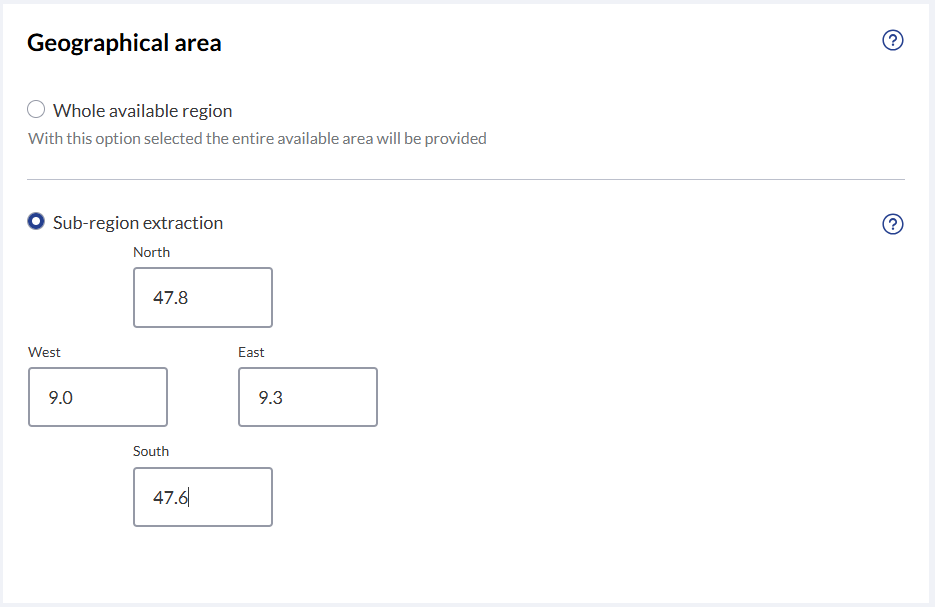 Geographical area
?
Whole available region
With this option selected the entire available area will be provided
Sub-region extraction
?
North
47.8
West East
9.0 9.3
South
47.6